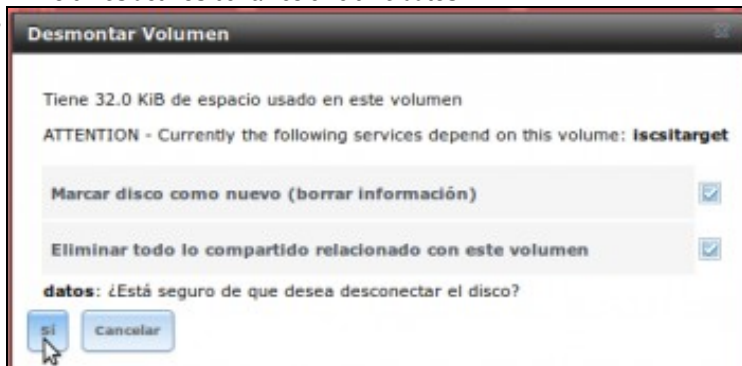 Desmontar Volumen
Tiene 32.0 KiB de espacio usado en este volumen
ATTENTION - Currently the following services depend on this volume: iscsitarget
Marcar disco como nuevo (borrar información)
Eliminar todo lo compartido relacionado con este volumen
datos: ¿Está seguro de que desea desconectar el disco?
Sí Cancelar